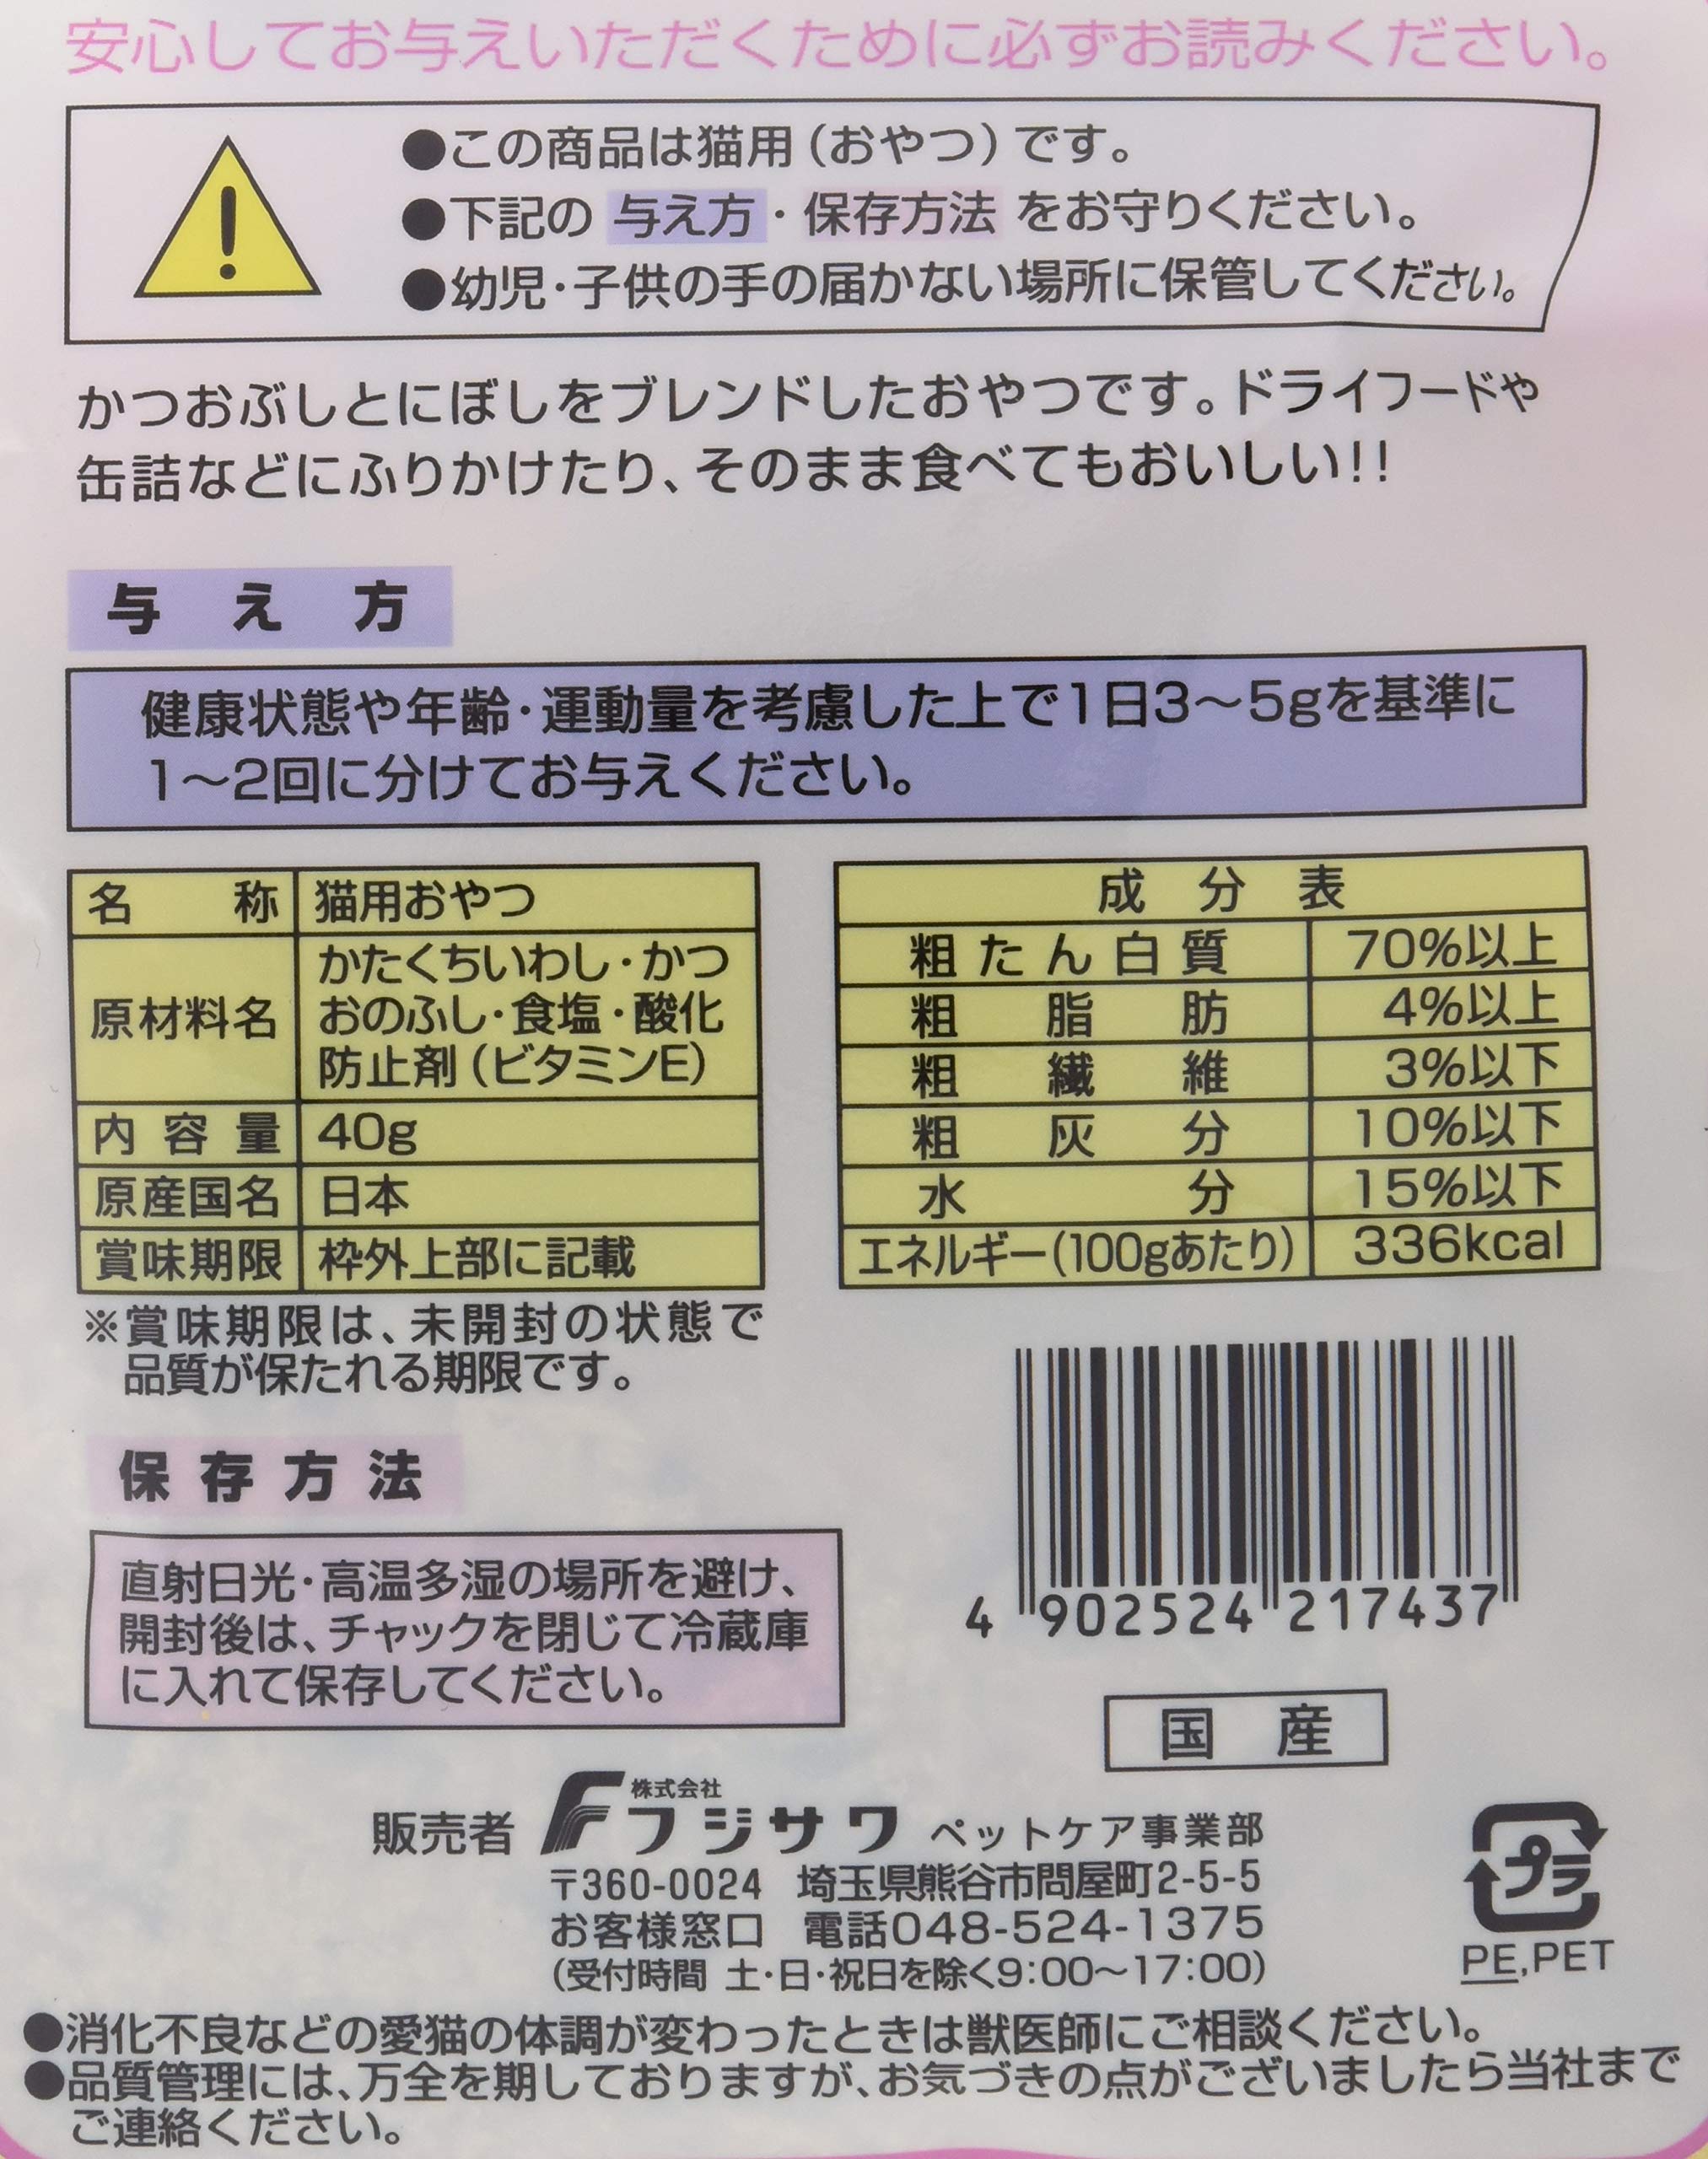 安心してお与えいただくために必ずお読みください。
●この商品は猫用（おやつ）です。
●下記の 与え方・保存方法 をお守りください。
●幼児・子供の手の届かない場所に保管してください。
かつおぶしとにぼしをブレンドしたおやつです。ドライフードや
缶詰などにふりかけたり、そのまま食べてもおいしい！！
与え方
健康状態や年齢・運動量を考慮した上で1日3～5gを基準に
1～2回に分けてお与えください。
名称 猫用おやつ
原材料名 かたくちいわし・かつ
おのふし・食塩・酸化
防止剤（ビタミンE）
内容量 40g
原産国名 日本
賞味期限 枠外上部に記載
※賞味期限は、未開封の状態で
品質が保たれる期限です。
成分表
粗たん白質 70%以上
粗脂肪 4%以上
粗繊維 3%以下
粗灰分 10%以下
水分 15%以下
エネルギー（100gあたり） 336kcal
保存方法
直射日光・高温多湿の場所を避け、
開封後は、チャックを閉じて冷蔵庫
に入れて保存してください。
4 902524 217437
国産
販売者 株式会社 フジサワ ペットケア事業部
〒360-0024 埼玉県熊谷市問屋町2-5-5
お客様窓口 電話048-524-1375
（受付時間 土・日・祝日を除く9：00～17：00）
プラ
PE,PET
●消化不良などの愛猫の体調が変わったときは獣医師にご相談ください。
●品質管理には、万全を期しておりますが、お気づきの点がございましたら当社まで
ご連絡ください。